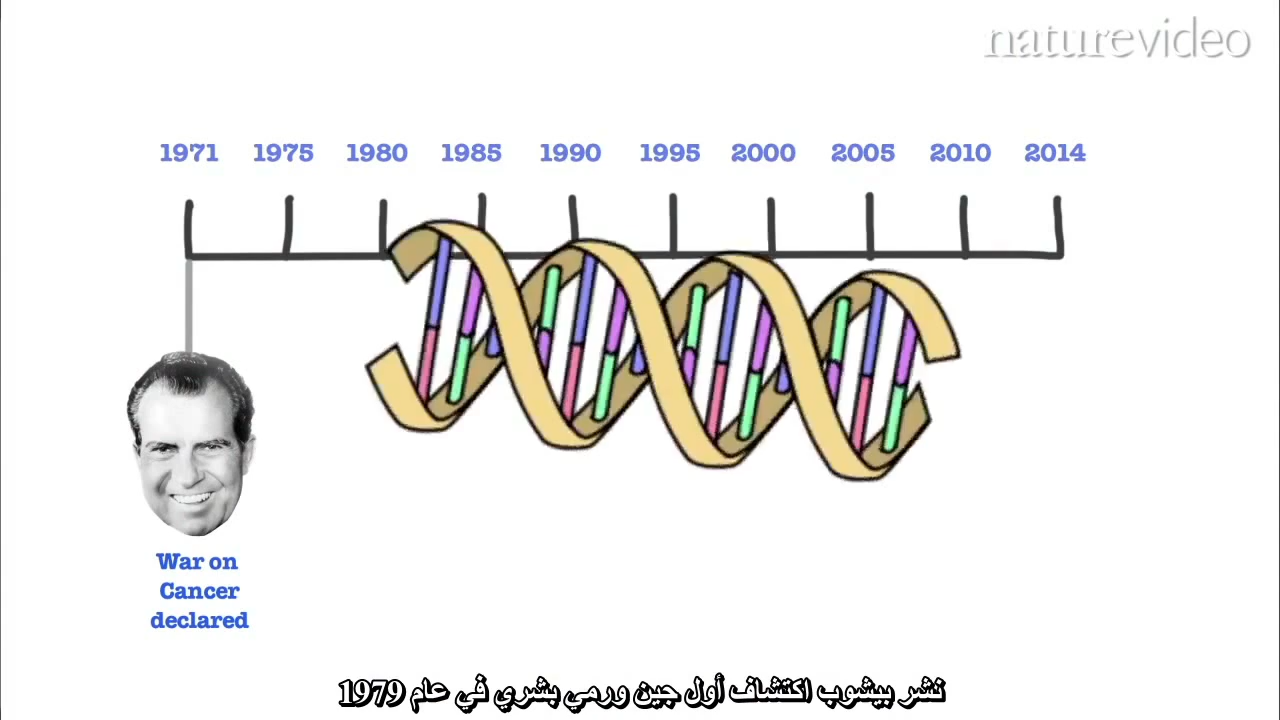 naturevideo
1971 1975 1980 1985 1990 1995 2000 2005 2010 2014
War on
Cancer
declared
نشر بيشوب اكتشاف أول جين ورمي بشري في عام 1979